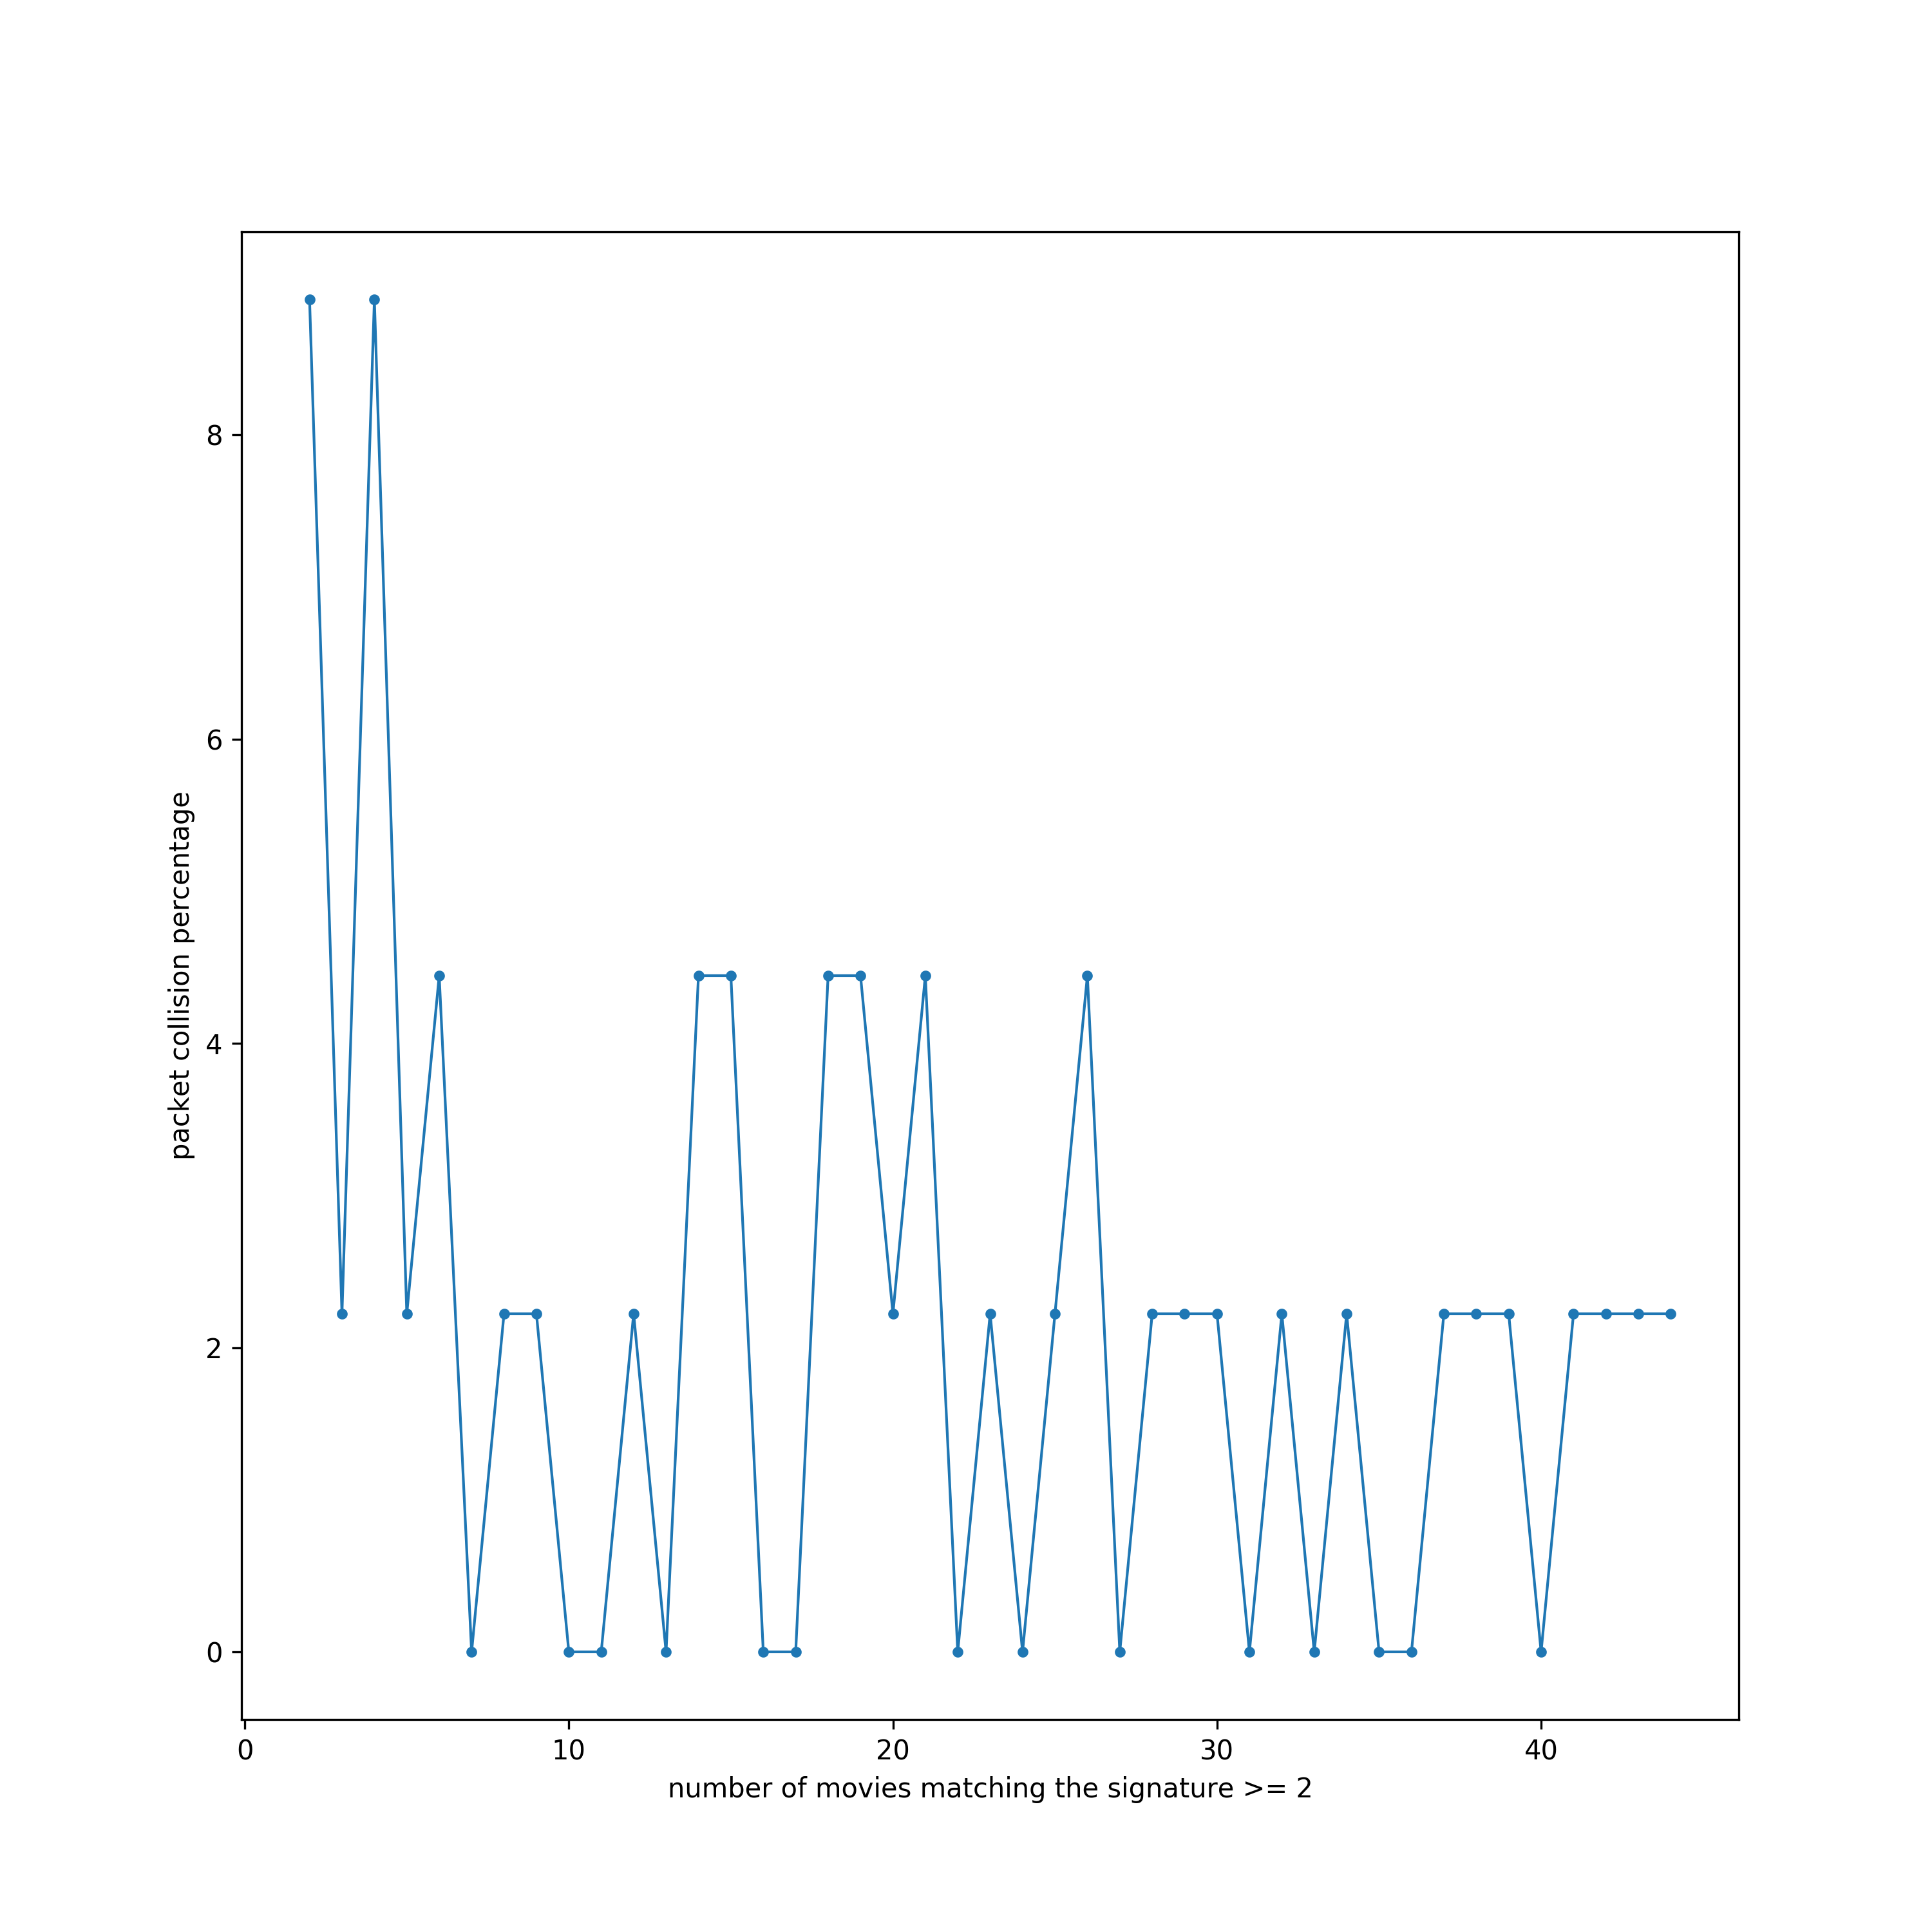 8
6
4
2
0
packet collision percentage
0 10 20 30 40
number of movies matching the signature >= 2